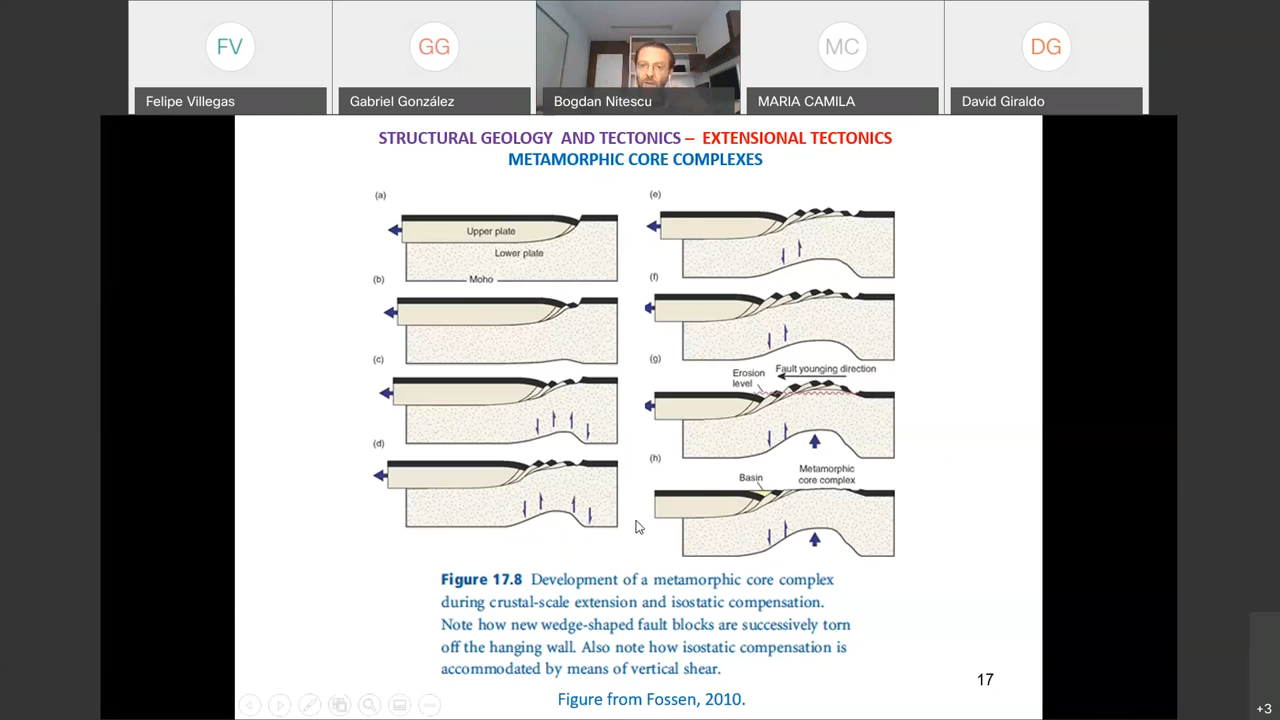 FV
GG
MC
DG
Felipe Villegas
Gabriel González
Bogdan Nitescu
MARIA CAMILA
David Giraldo
STRUCTURAL GEOLOGY AND TECTONICS – EXTENSIONAL TECTONICS
METAMORPHIC CORE COMPLEXES
(a)
Upper plate
Lower plate
Moho
(b)
(c)
(d)
(e)
(f)
(g)
Erosion
level
Fault younging direction
(h)
Basin
Metamorphic
core complex
Figure 17.8 Development of a metamorphic core complex
during crustal-scale extension and isostatic compensation.
Note how new wedge-shaped fault blocks are successively torn
off the hanging wall. Also note how isostatic compensation is
accommodated by means of vertical shear.
Figure from Fossen, 2010.
17
+3